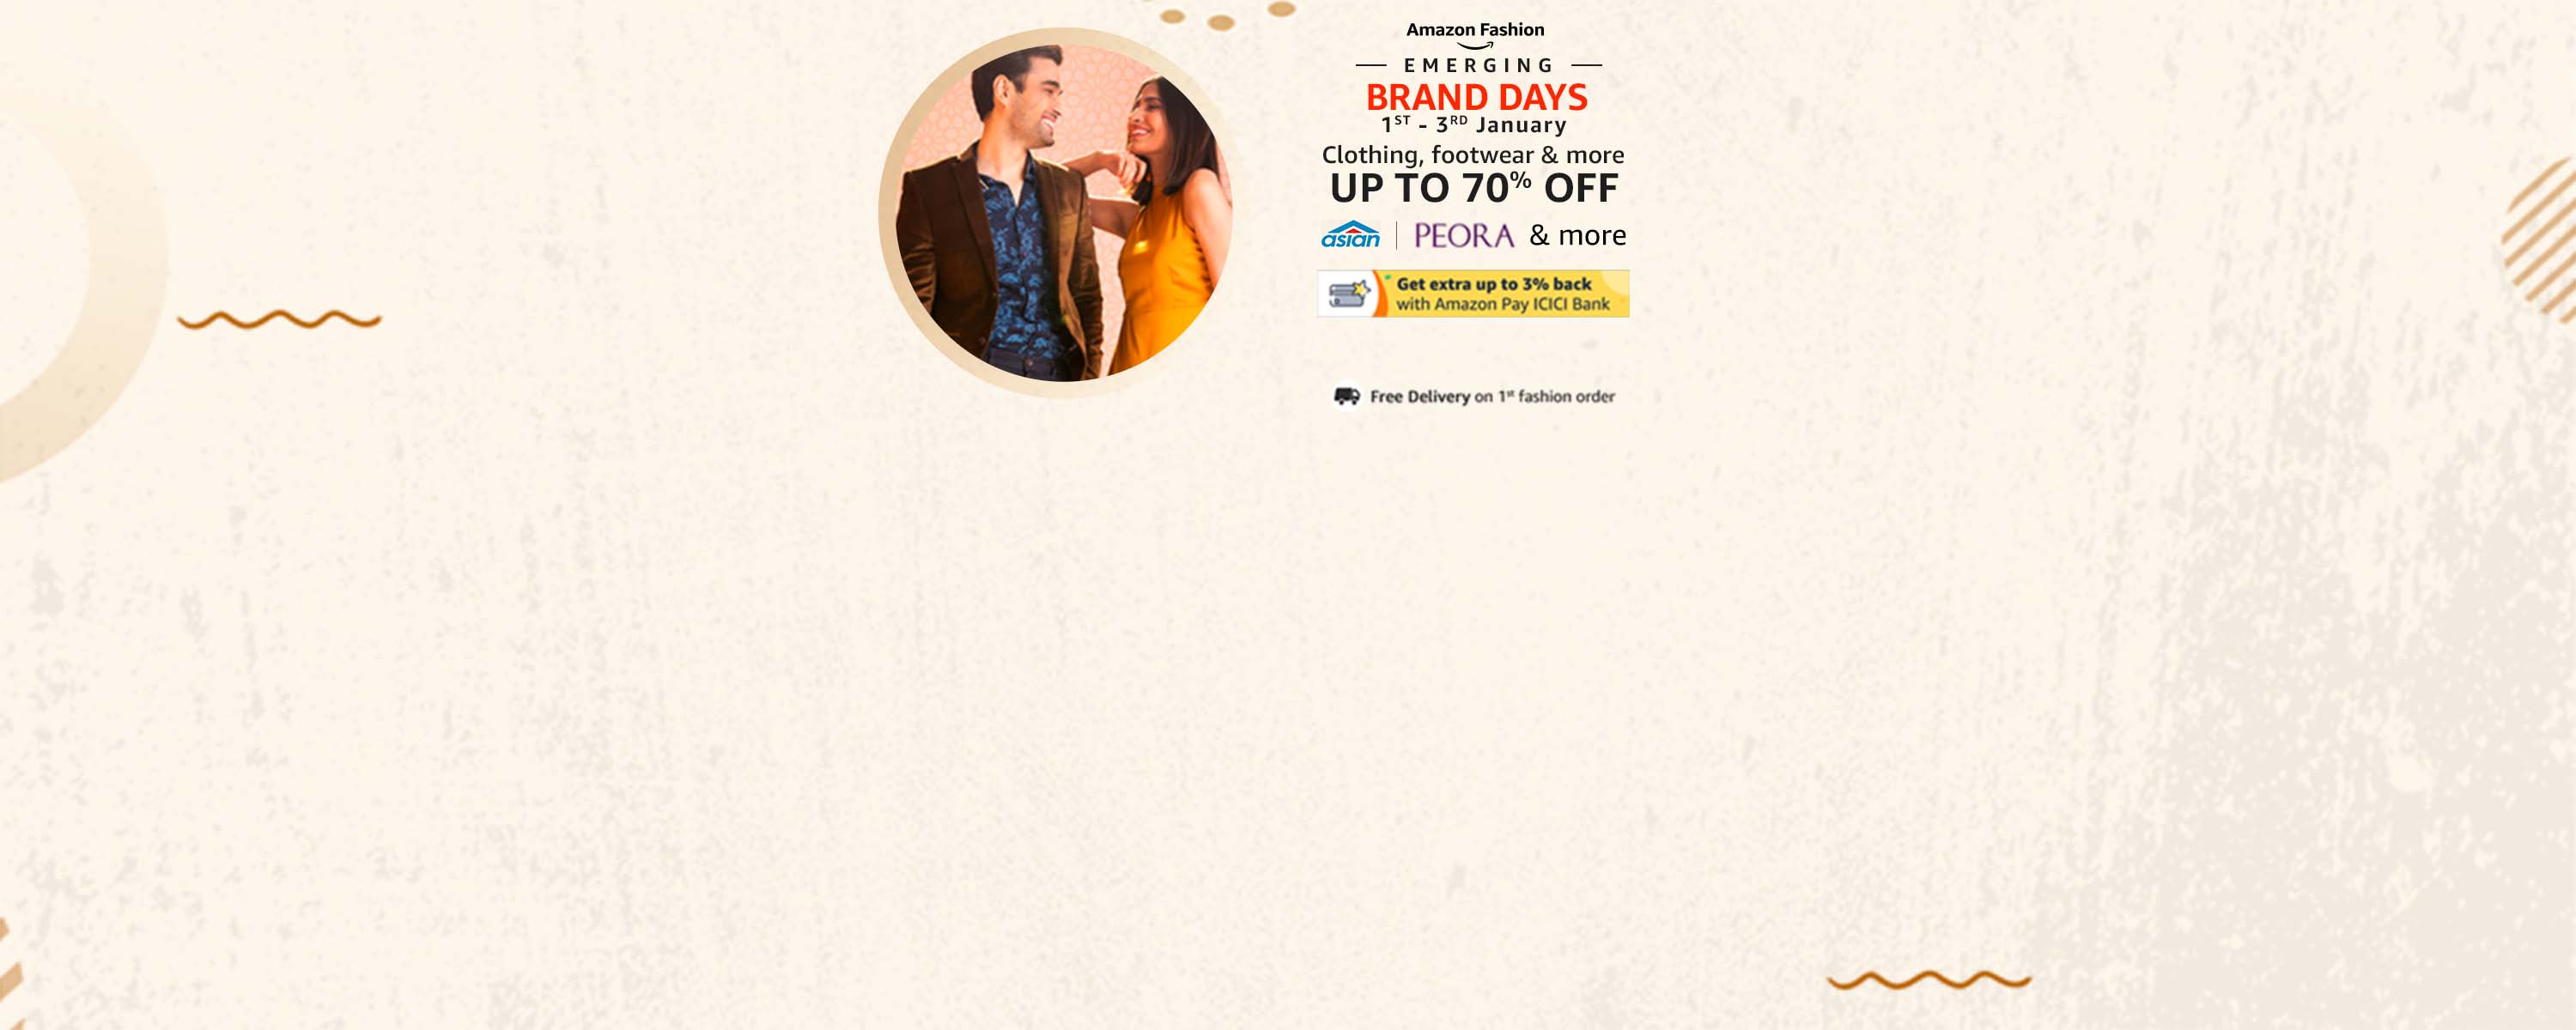 Amazon Fashion
EMERGING
BRAND DAYS
1ST - 3RD January
Clothing, footwear & more
UP TO 70% OFF
asian | PEORA & more
Get extra up to 3% back
with Amazon Pay ICICI Bank
Free Delivery on 1st fashion order